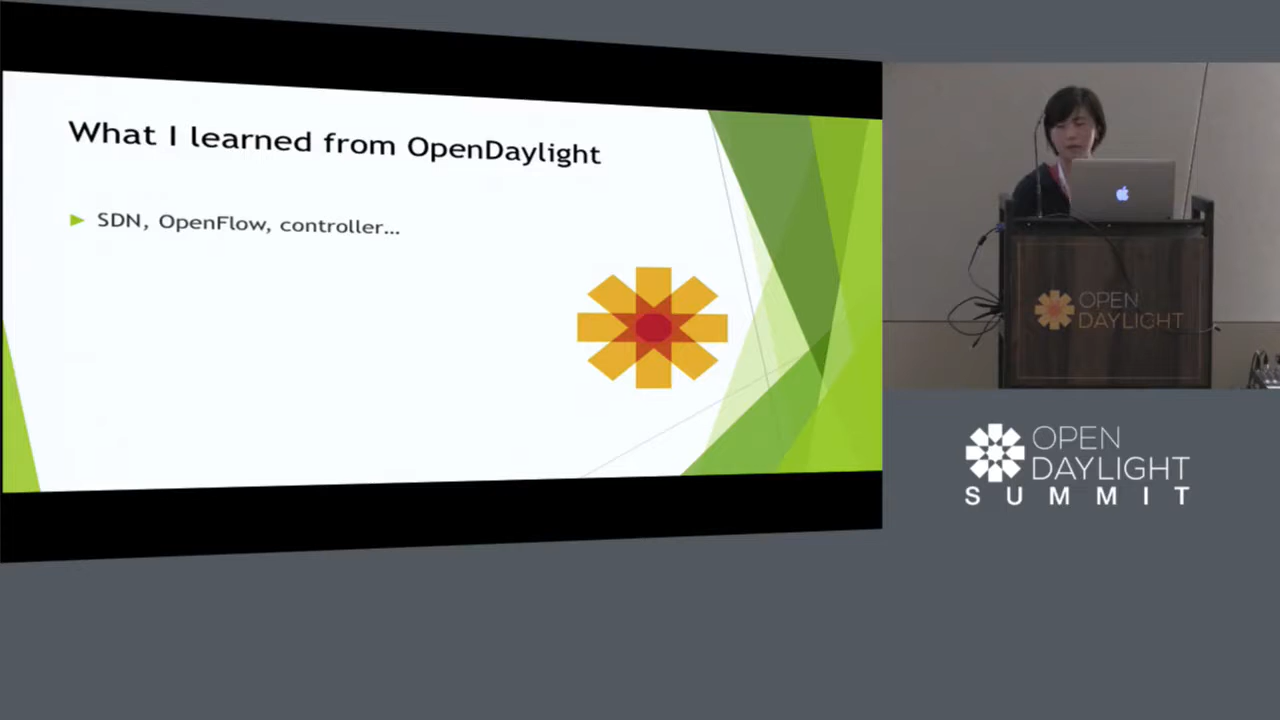 What I learned from OpenDaylight
SDN, OpenFlow, controller...
OPEN
DAYLIGHT
OPEN
DAYLIGHT
SUMMIT